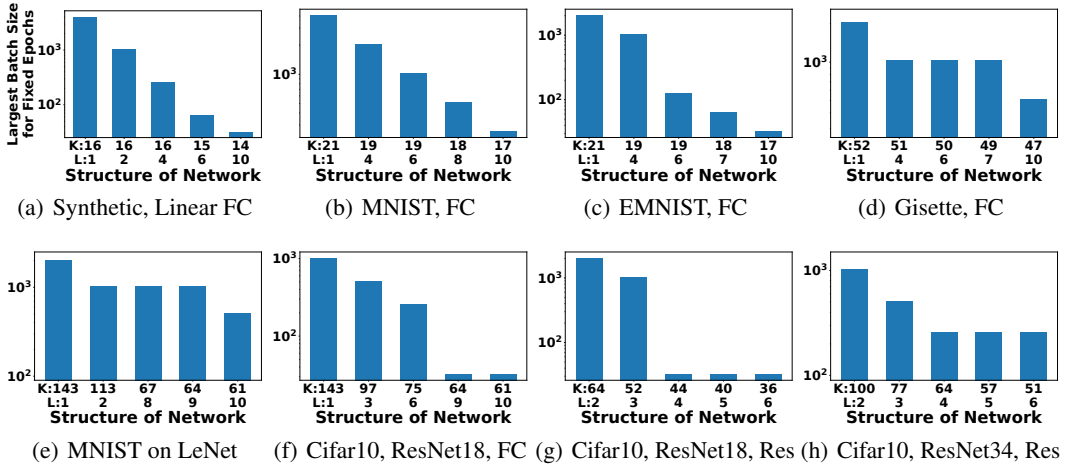 Largest Batch Size
for Fixed Epochs
10³
10²
K:16 16 16 15 14
L:1 2 4 6 10
Structure of Network
(a) Synthetic, Linear FC
10³
K:21 19 19 18 17
L:1 4 6 8 10
Structure of Network
(b) MNIST, FC
10³
10²
K:21 19 19 18 17
L:1 4 6 7 10
Structure of Network
(c) EMNIST, FC
10³
K:52 51 50 49 47
L:1 4 6 7 10
Structure of Network
(d) Gisette, FC
10³
10²
K:143 113 67 64 61
L:1 2 8 9 10
Structure of Network
(e) MNIST on LeNet
10³
10²
K:143 97 75 64 61
L:1 3 6 9 10
Structure of Network
(f) Cifar10, ResNet18, FC
10³
10²
K:64 52 44 40 36
L:2 3 4 5 6
Structure of Network
(g) Cifar10, ResNet18, Res
10³
10²
K:100 77 64 57 51
L:2 3 4 5 6
Structure of Network
(h) Cifar10, ResNet34, Res